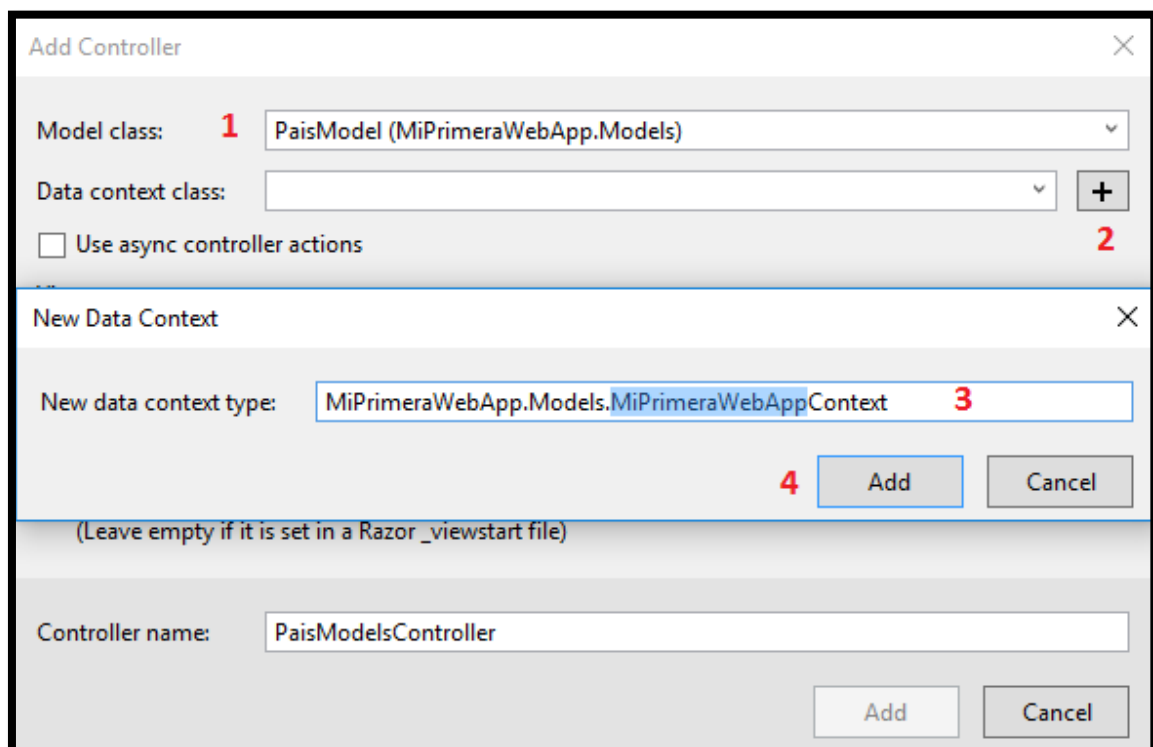 Add Controller
Model class: 1 PaisModel (MiPrimeraWebApp.Models)
Data context class: +
Use async controller actions 2
New Data Context
New data context type: MiPrimeraWebApp.Models.MiPrimeraWebAppContext 3
4 Add Cancel
(Leave empty if it is set in a Razor _viewstart file)
Controller name: PaisModelsController
Add Cancel